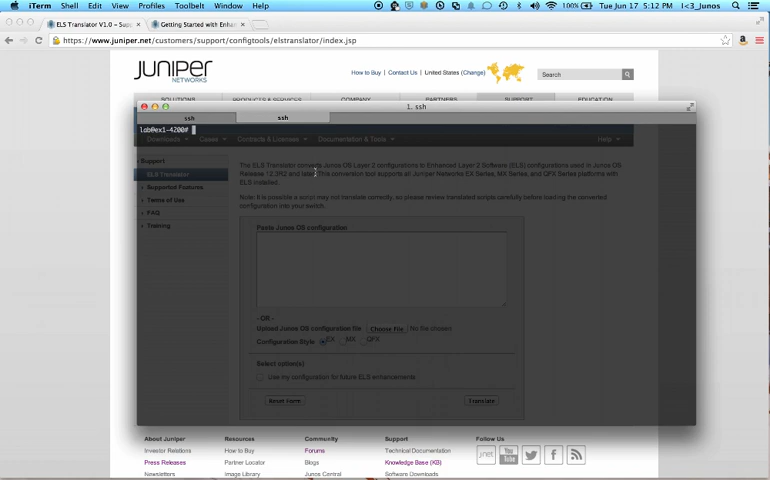 iTerm Shell Edit View Profiles Toolbelt Window Help
100% Tue Jun 17 5:12 PM I<3_Junos
ELS Translator V1.0 – Sup
Getting Started with Enhan
https://www.juniper.net/customers/support/configtools/elstranslator/index.jsp
JUNIPER
NETWORKS
How to Buy | Contact Us | United States (Change)
Search
SOLUTIONS PRODUCTS & SERVICES COMPANY PARTNERS SUPPORT EDUCATION
1. ssh
ssh
ssh
lab@ex1-4200#
Downloads Cases Contracts & Licenses Documentation & Tools Help
Support
ELS Translator
Supported Features
Terms of Use
FAQ
Training
The ELS Translator converts Junos OS Layer 2 configurations to Enhanced Layer 2 Software (ELS) configurations used in Junos OS
Release 12.3R2 and later. This conversion tool supports all Juniper Networks EX Series, MX Series, and QFX Series platforms with
ELS installed.
Note: It is possible a script may not translate correctly, so please review translated scripts carefully before loading the converted
configuration into your switch.
Paste Junos OS configuration
--OR--
Upload Junos OS configuration file Choose File No file chosen
Configuration Style EX MX QFX
Select option(s)
Use my configuration for future ELS enhancements
Reset Form Translate
About Juniper
Investor Relations
Press Releases
Newsletters
Resources
How to Buy
Partner Locator
Image Library
Community
Forums
Blogs
Junos Central
Support
Technical Documentation
Knowledge Base (KB)
Software Downloads
Follow Us
J-net
You
Tube